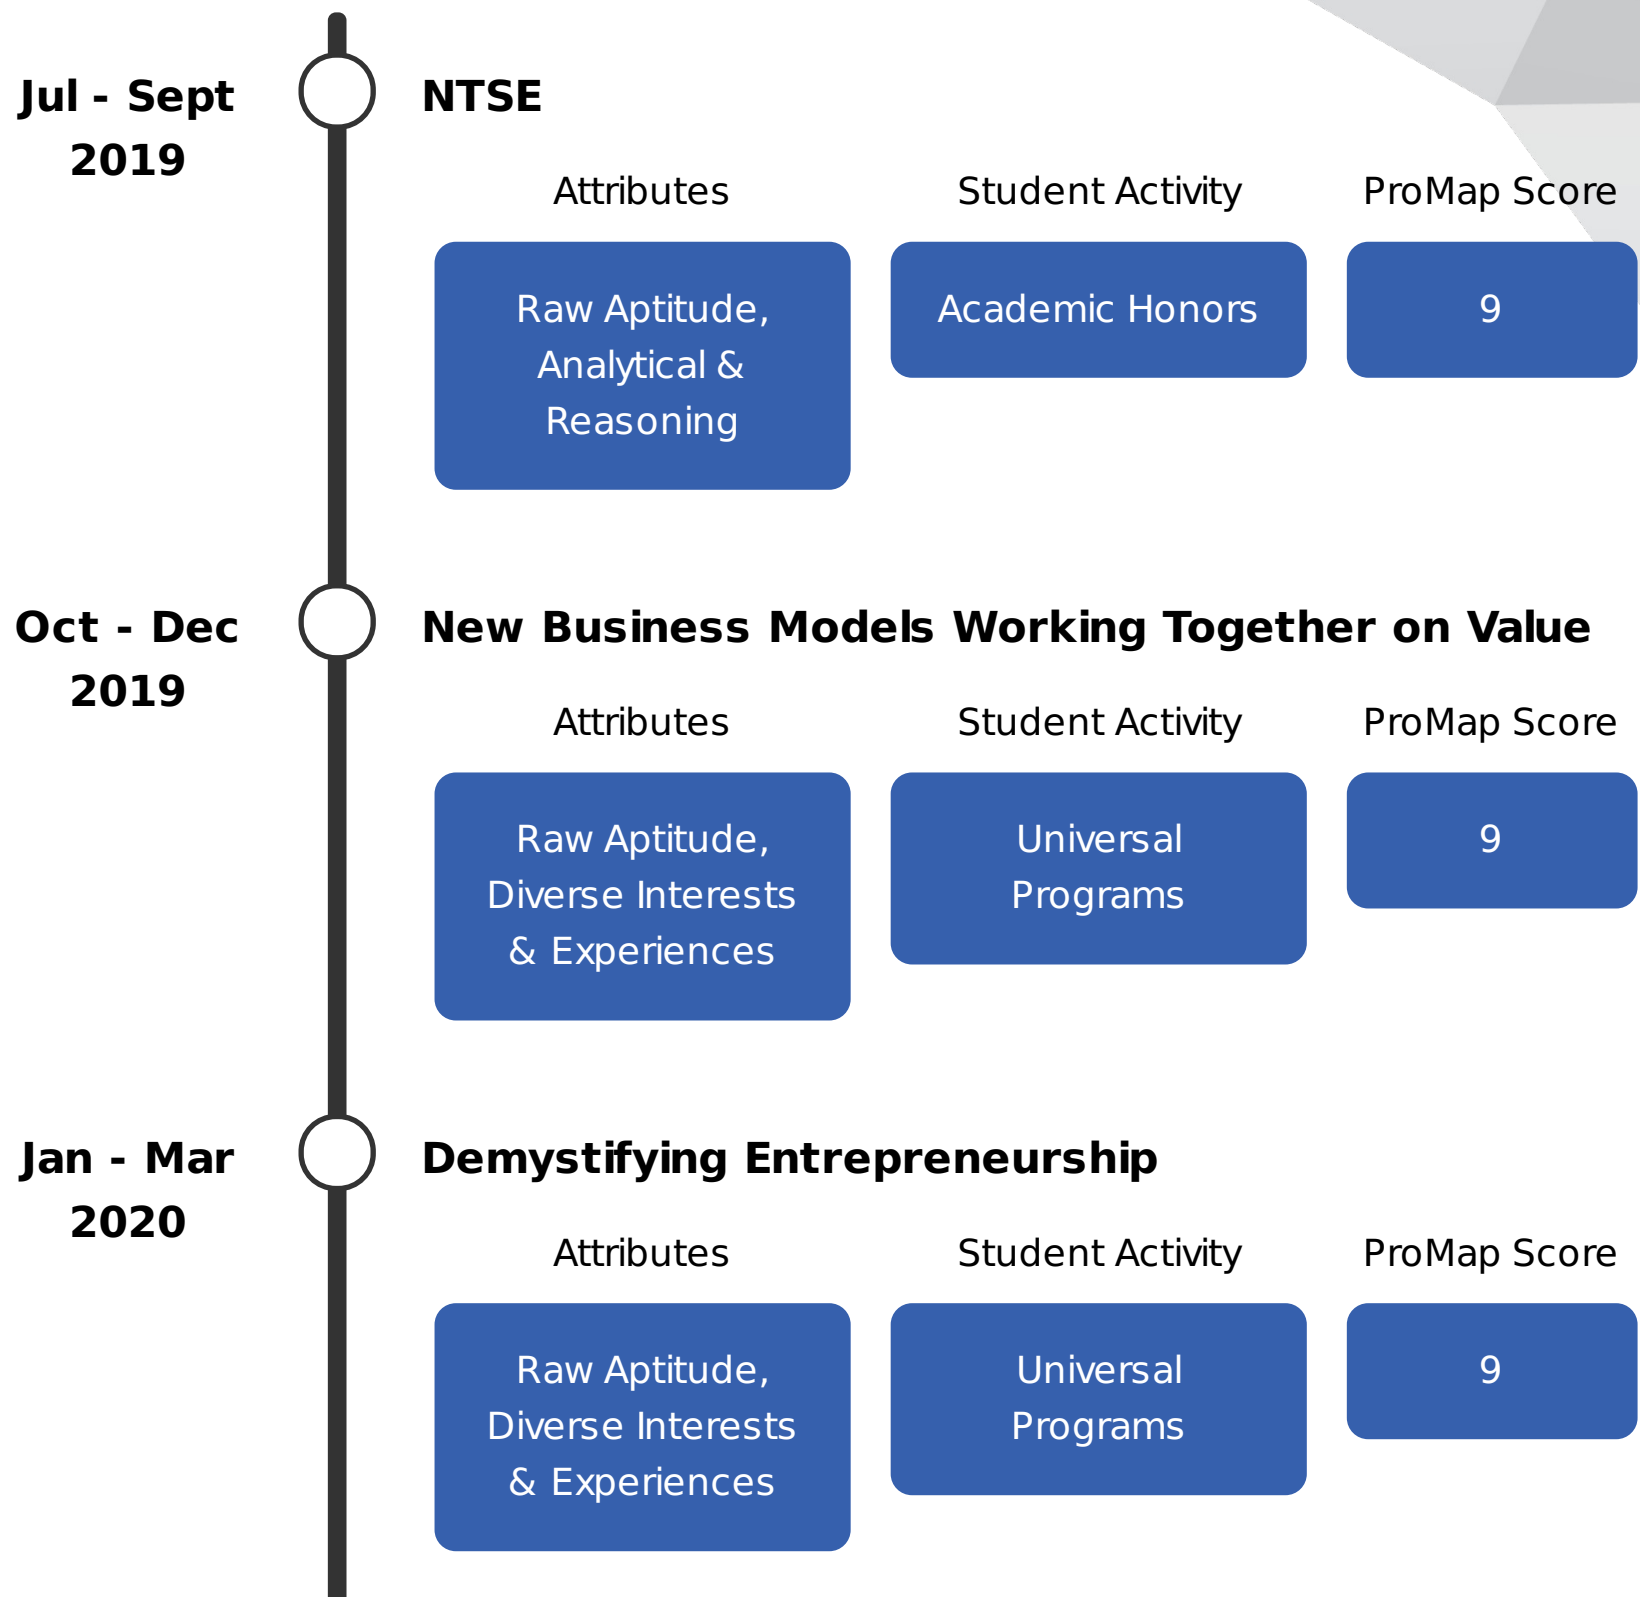 Jul - Sept
2019
NTSE
Attributes
Student Activity
ProMap Score
Raw Aptitude,
Analytical &
Reasoning
Academic Honors
9
Oct - Dec
2019
New Business Models Working Together on Value
Attributes
Student Activity
ProMap Score
Raw Aptitude,
Diverse Interests
& Experiences
Universal
Programs
9
Jan - Mar
2020
Demystifying Entrepreneurship
Attributes
Student Activity
ProMap Score
Raw Aptitude,
Diverse Interests
& Experiences
Universal
Programs
9